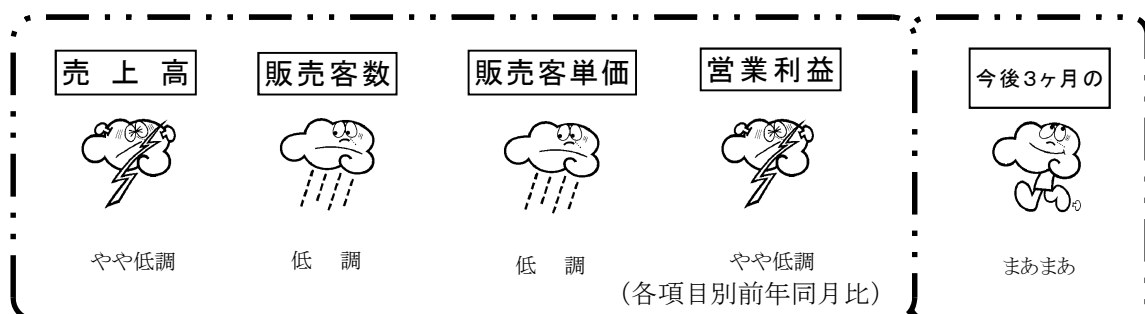 売上高
販売客数
販売客単価
営業利益
今後3ヶ月の
やや低調
低 調
低 調
やや低調
まあまあ
(各項目別前年同月比)